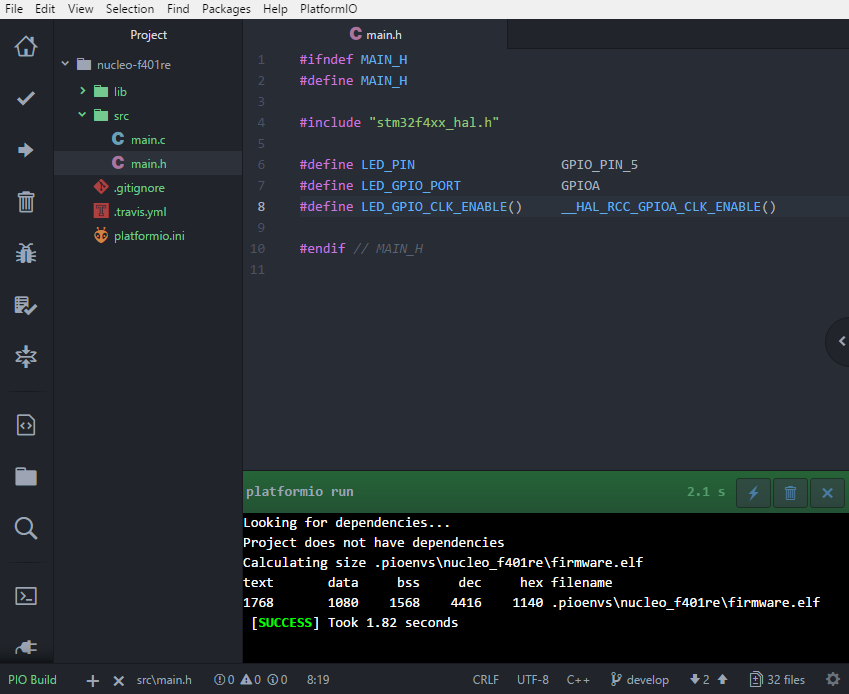 File Edit View Selection Find Packages Help PlatformIO
Project
nucleo-f401re
lib
src
C main.c
C main.h
.gitignore
.travis.yml
platformio.ini
C main.h
1 #ifndef MAIN_H
2 #define MAIN_H
3
4 #include "stm32f4xx_hal.h"
5
6 #define LED_PIN GPIO_PIN_5
7 #define LED_GPIO_PORT GPIOA
8 #define LED_GPIO_CLK_ENABLE() __HAL_RCC_GPIOA_CLK_ENABLE()
9
10 #endif // MAIN_H
11
platformio run 2.1 s
Looking for dependencies...
Project does not have dependencies
Calculating size .pioenvs\nucleo_f401re\firmware.elf
text data bss dec hex filename
1768 1080 1568 4416 1140 .pioenvs\nucleo_f401re\firmware.elf
[SUCCESS] Took 1.82 seconds
PIO Build + × src\main.h 0 0 0 8:19 CRLF UTF-8 C++ develop 2 32 files